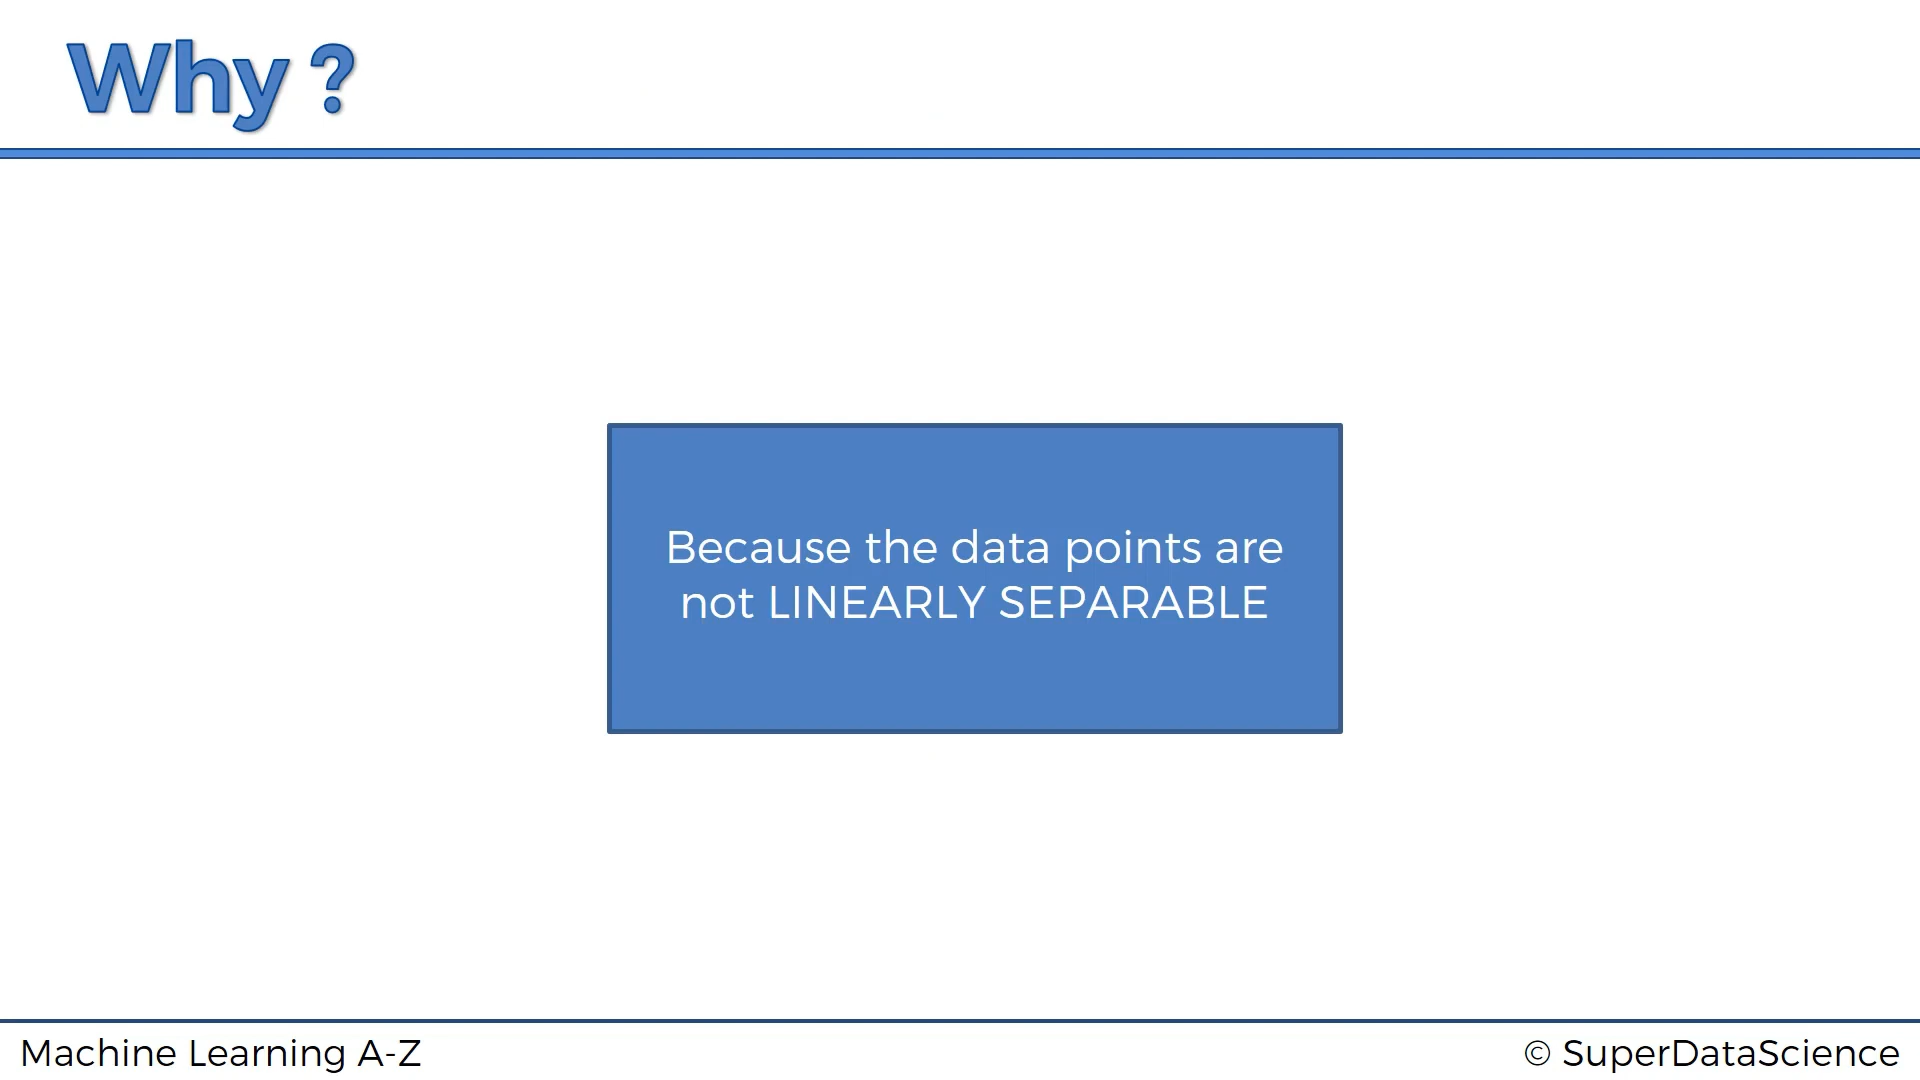 Why ?
Because the data points are
not LINEARLY SEPARABLE
Machine Learning A-Z
© SuperDataScience